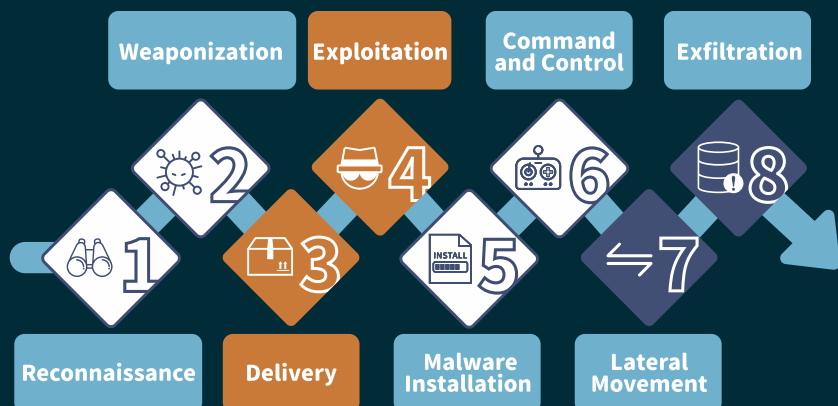 Weaponization
Exploitation
Command
and Control
Exfiltration
2
4
6
8
1
3
INSTALL
5
7
Reconnaissance
Delivery
Malware
Installation
Lateral
Movement